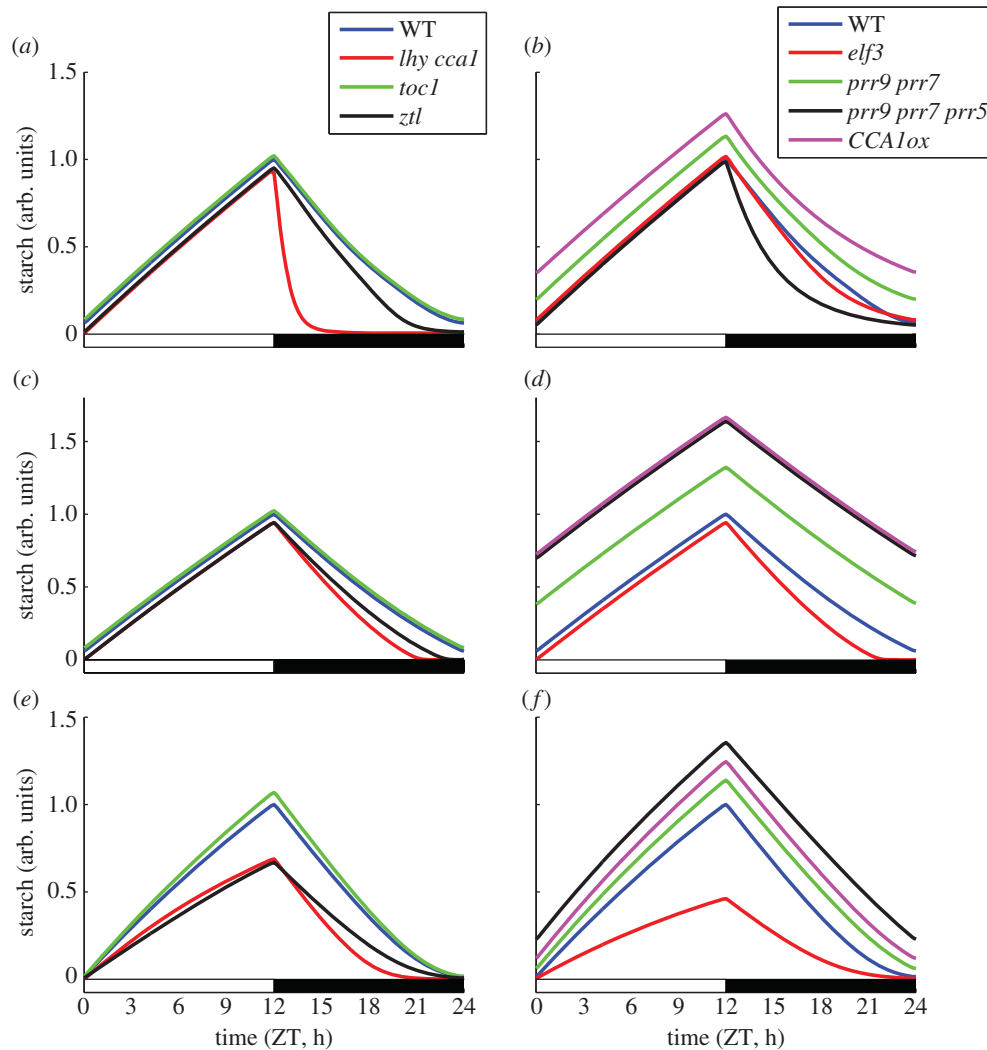 (a)
WT
lhy cca1
toc1
ztl
1.5
1.0
0.5
0
starch (arb. units)
(b)
WT
elf3
prr9 prr7
prr9 prr7 prr5
CCA1ox
(c)
1.5
1.0
0.5
0
starch (arb. units)
(d)
(e)
1.5
1.0
0.5
0
starch (arb. units)
0 3 6 9 12 15 18 21 24
time (ZT, h)
(f)
0 3 6 9 12 15 18 21 24
time (ZT, h)